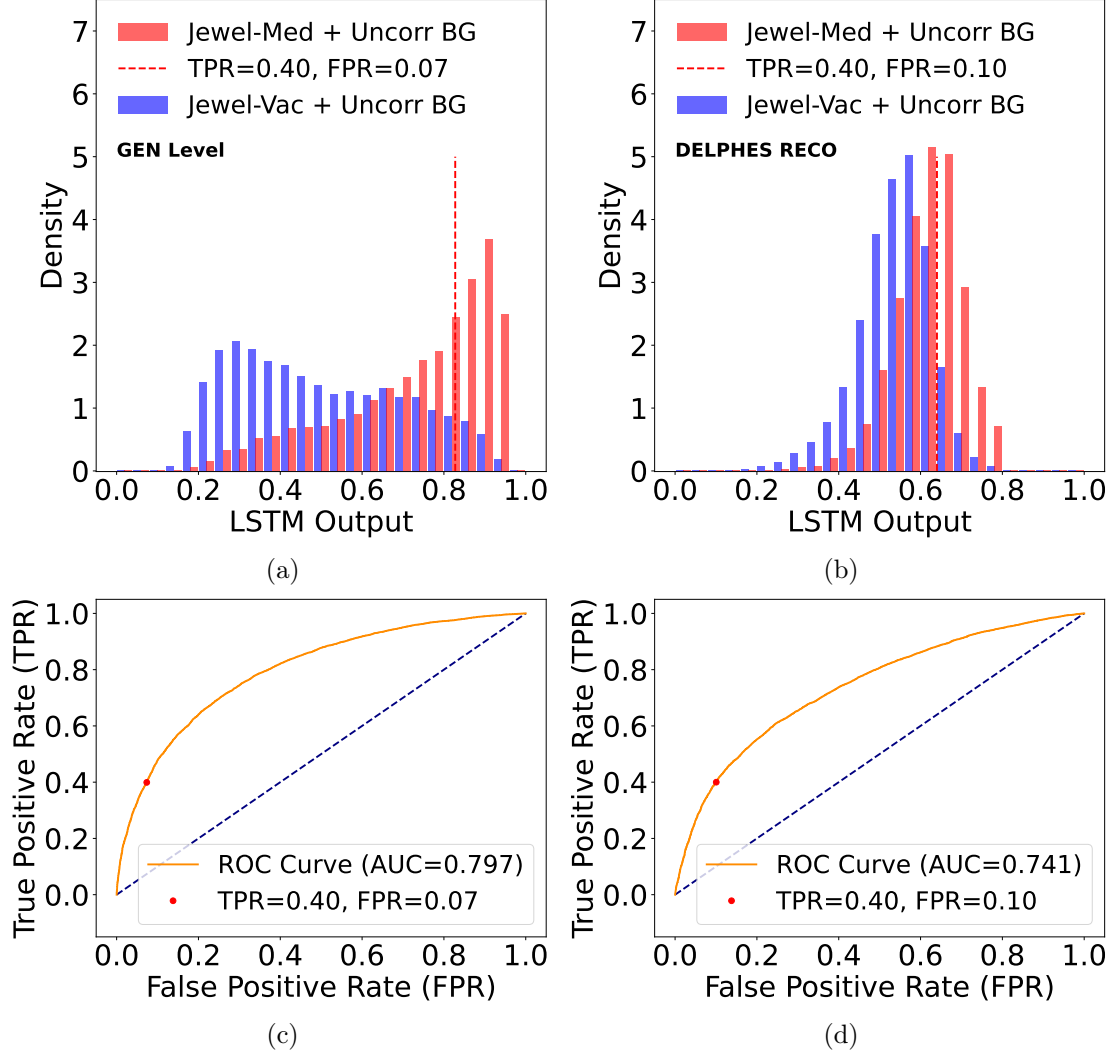 Jewel-Med + Uncorr BG
TPR=0.40, FPR=0.07
Jewel-Vac + Uncorr BG
GEN Level
Density
7
6
5
4
3
2
1
0
0.0 0.2 0.4 0.6 0.8 1.0
LSTM Output
(a)
Jewel-Med + Uncorr BG
TPR=0.40, FPR=0.10
Jewel-Vac + Uncorr BG
DELPHES RECO
Density
7
6
5
4
3
2
1
0
0.0 0.2 0.4 0.6 0.8 1.0
LSTM Output
(b)
True Positive Rate (TPR)
1.0
0.8
0.6
0.4
0.2
0.0
ROC Curve (AUC=0.797)
TPR=0.40, FPR=0.07
0.0 0.2 0.4 0.6 0.8 1.0
False Positive Rate (FPR)
(c)
True Positive Rate (TPR)
1.0
0.8
0.6
0.4
0.2
0.0
ROC Curve (AUC=0.741)
TPR=0.40, FPR=0.10
0.0 0.2 0.4 0.6 0.8 1.0
False Positive Rate (FPR)
(d)